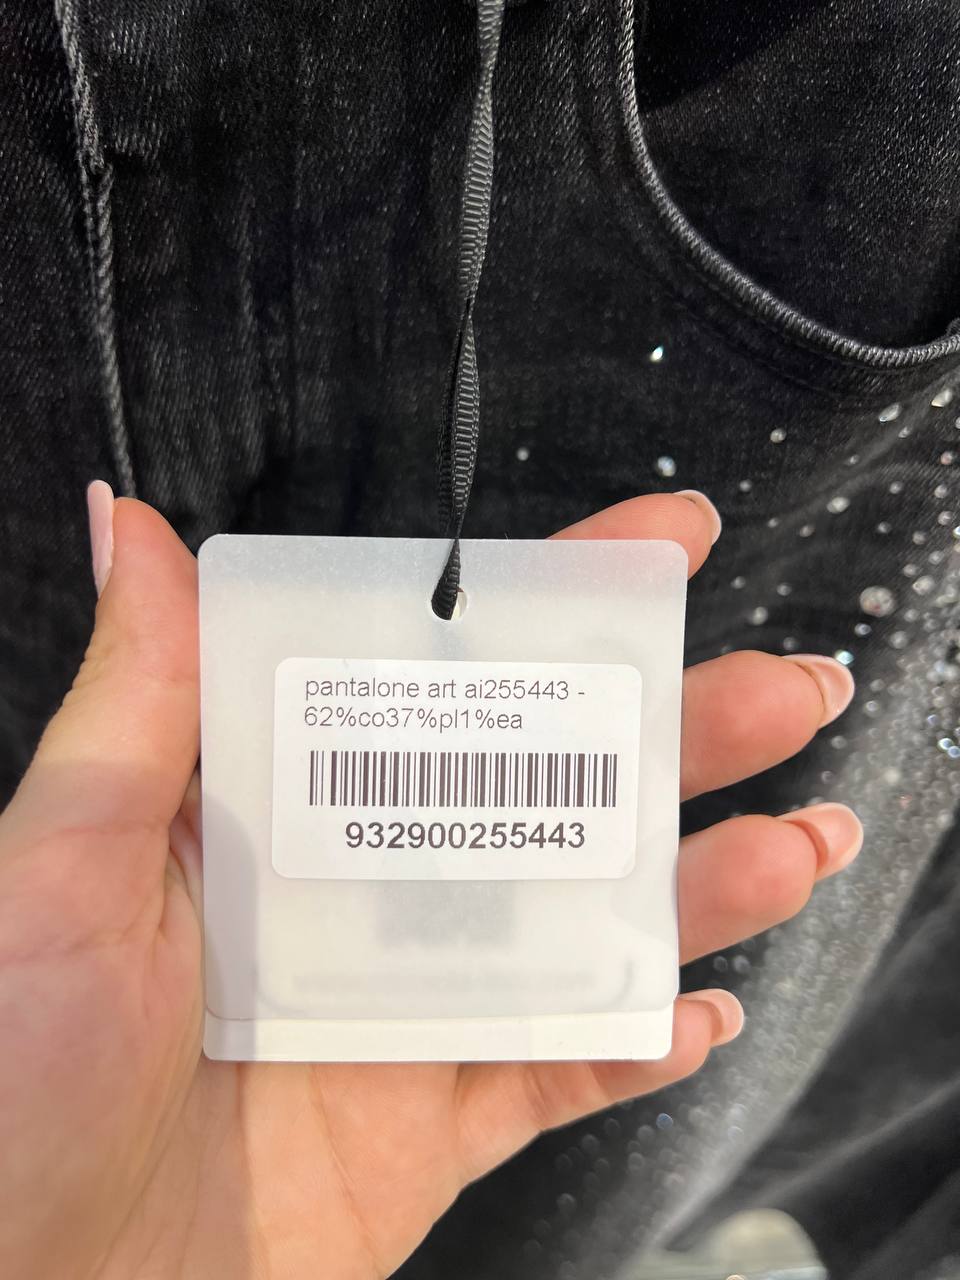 pantalone art ai255443 -
62%co37%pl1%ea
932900255443